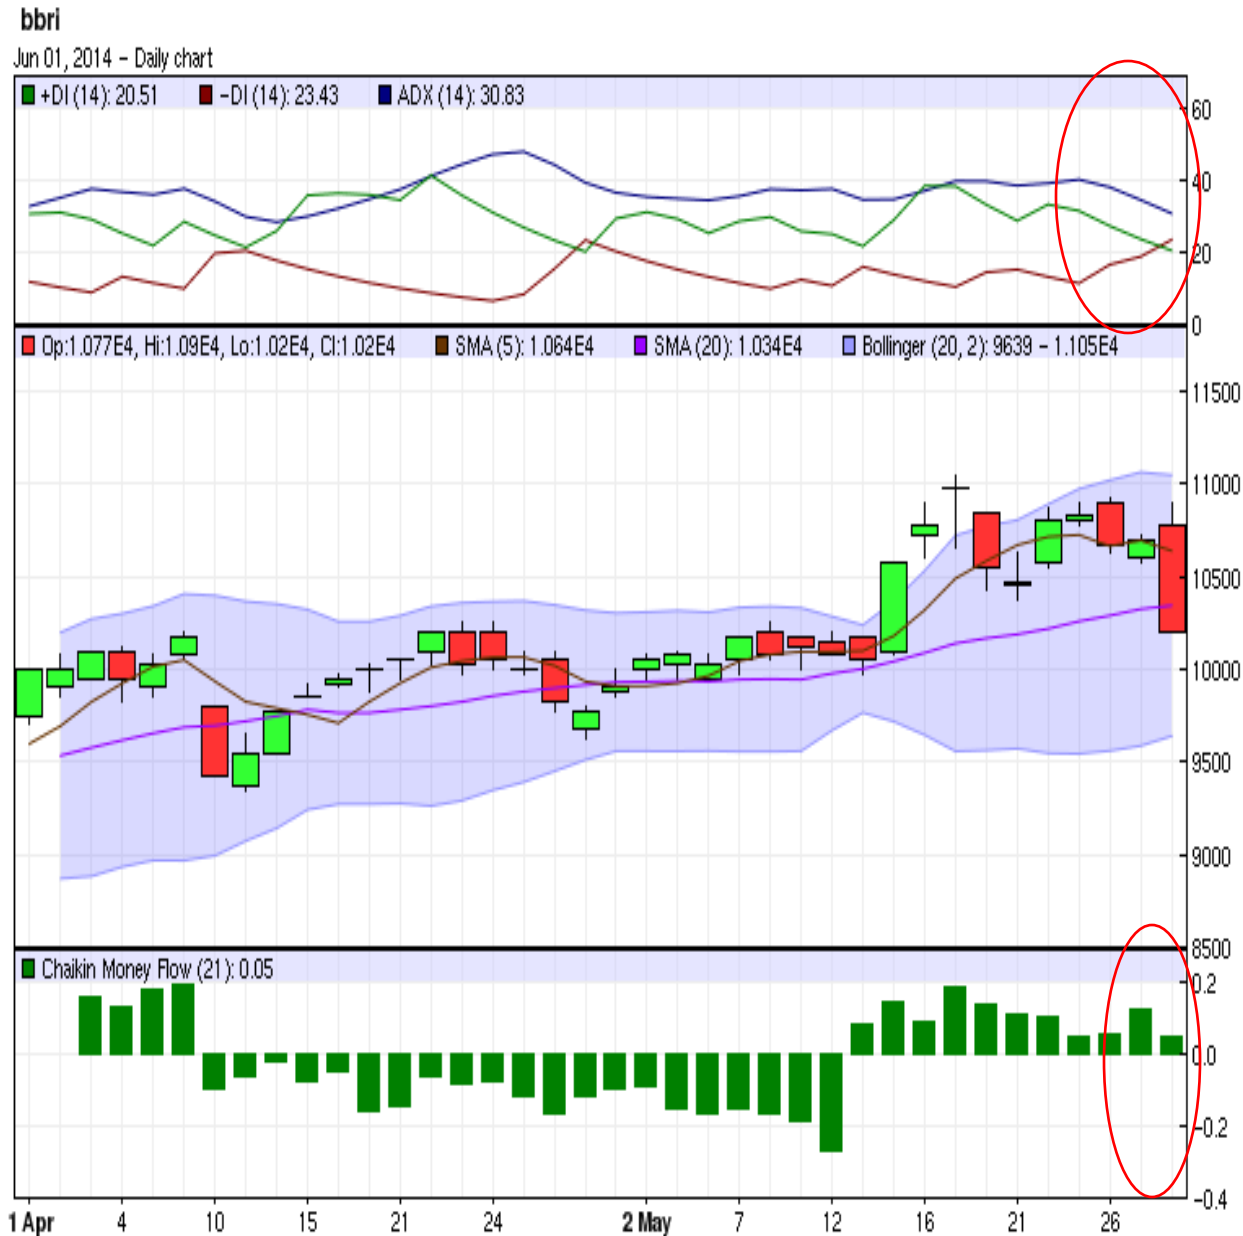 bbri
Jun 01, 2014 - Daily chart
+DI (14): 20.51 -DI (14): 23.43 ADX (14): 30.83
60
40
20
0
Op:1.077E4, Hi:1.09E4, Lo:1.02E4, Cl:1.02E4 SMA (5): 1.064E4 SMA (20): 1.034E4 Bollinger (20, 2): 9639 - 1.105E4
11500
11000
10500
10000
9500
9000
8500
Chaikin Money Flow (21): 0.05
0.2
0.0
-0.2
-0.4
1 Apr 4 10 15 21 24 2 May 7 12 16 21 26